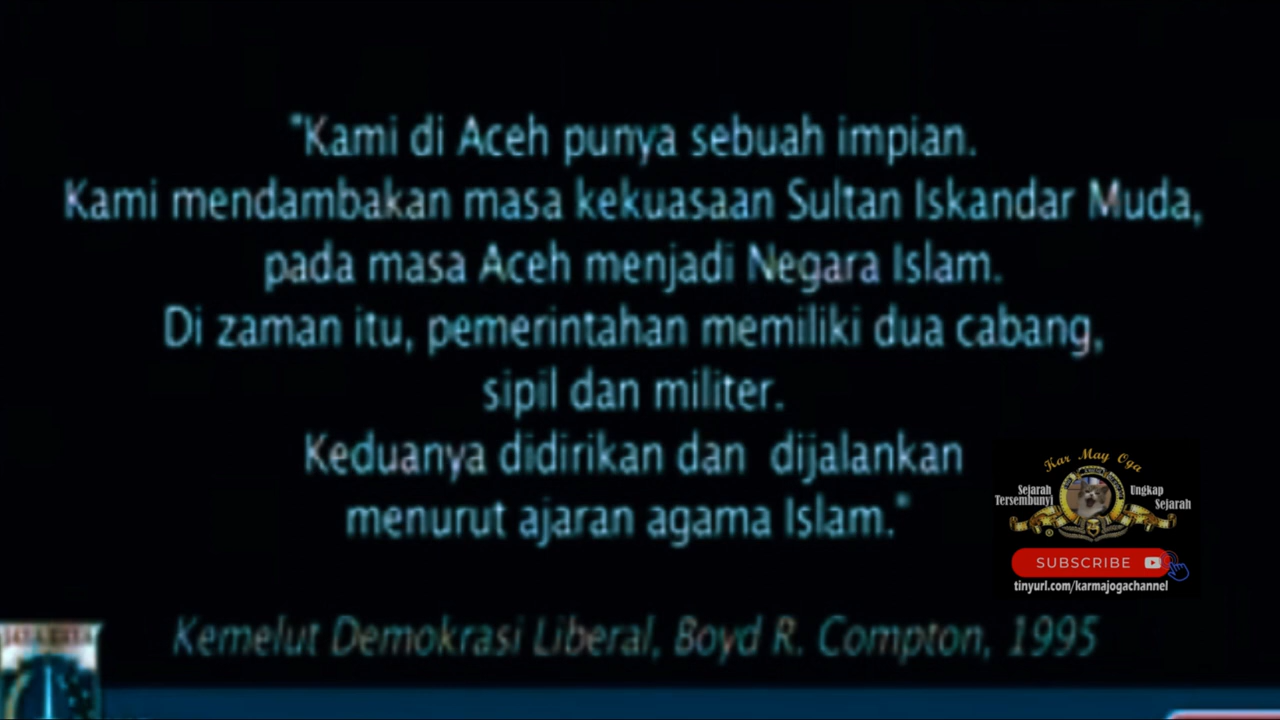 "Kami di Aceh punya sebuah impian.
Kami mendambakan masa kekuasaan Sultan Iskandar Muda,
pada masa Aceh menjadi Negara Islam.
Di zaman itu, pemerintahan memiliki dua cabang,
sipil dan militer.
Keduanya didirikan dan dijalankan
menurut ajaran agama Islam."
Kar May Oga
Sejarah Tersembunyi
Ungkap Sejarah
SUBSCRIBE
tinyurl.com/karmajogachannel
Kemelut Demokrasi Liberal, Boyd R. Compton, 1995
JAYA RAYA